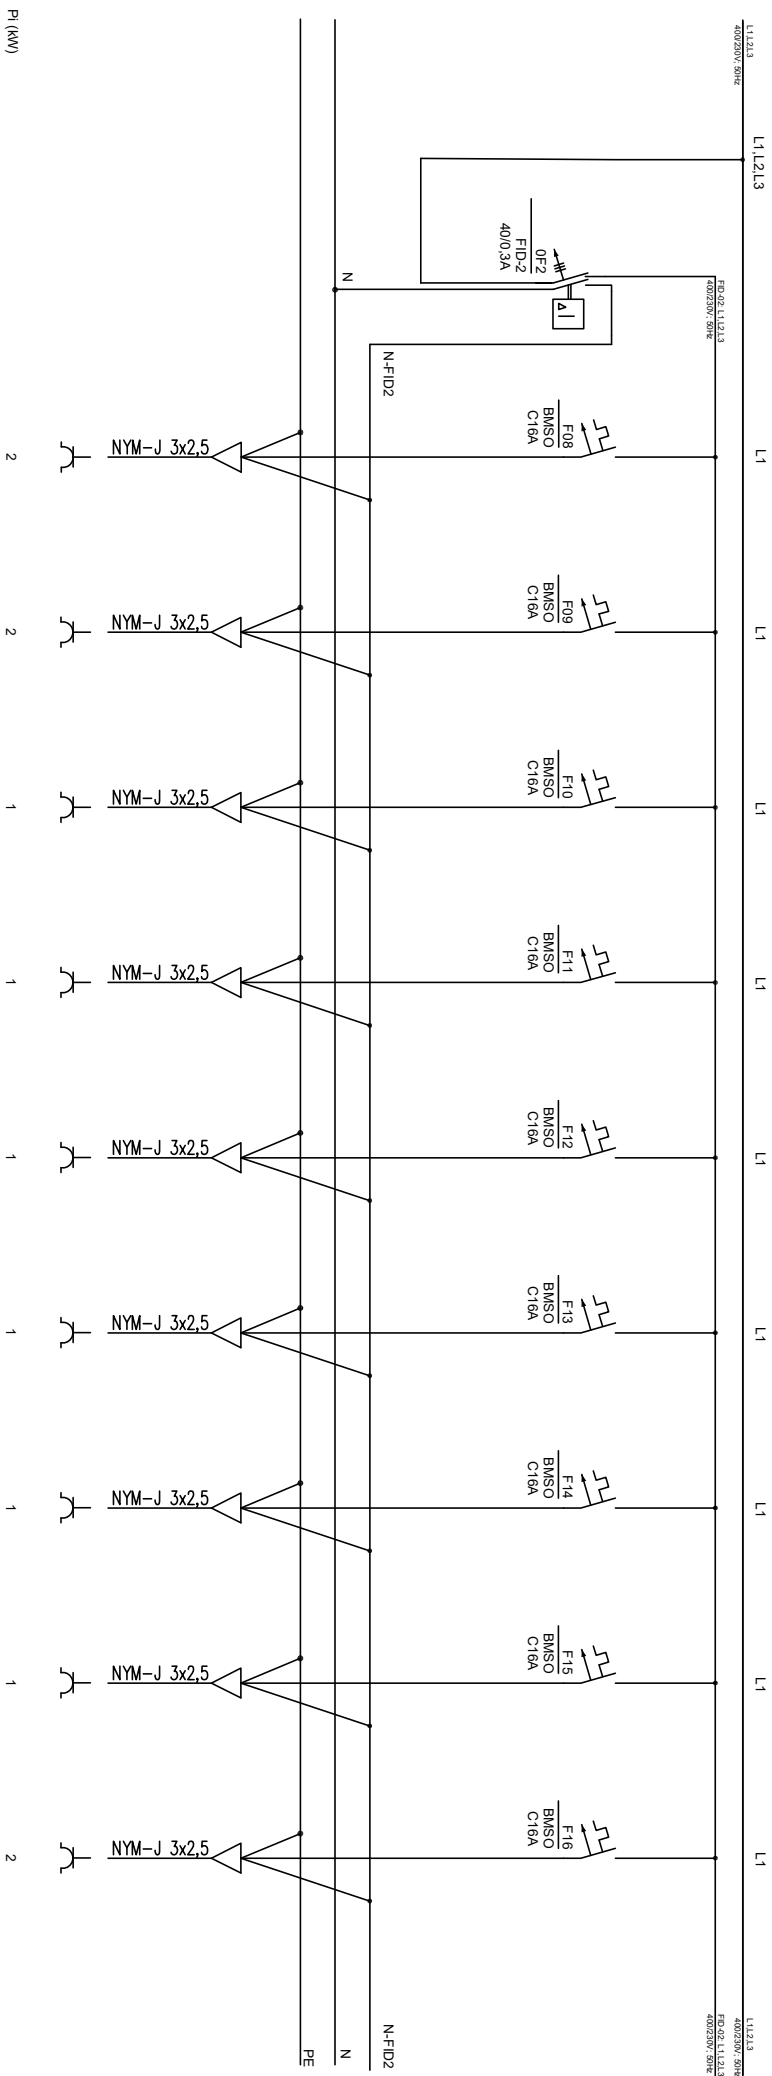 L1,L2,L3
400/230V; 50Hz
L1,L2,L3
FID-02: L1,L2,L3
400/230V; 50Hz
0F2
FID-2
40/0,3A
Δ I
N
N-FID2
L1
F08
BMSO
C16A
NYM-J 3x2,5
2
L1
F09
BMSO
C16A
NYM-J 3x2,5
2
L1
F10
BMSO
C16A
NYM-J 3x2,5
1
L1
F11
BMSO
C16A
NYM-J 3x2,5
1
L1
F12
BMSO
C16A
NYM-J 3x2,5
1
L1
F13
BMSO
C16A
NYM-J 3x2,5
1
L1
F14
BMSO
C16A
NYM-J 3x2,5
1
L1
F15
BMSO
C16A
NYM-J 3x2,5
1
L1
F16
BMSO
C16A
NYM-J 3x2,5
2
L1,L2,L3
400/230V; 50Hz
FID-02: L1,L2,L3
400/230V; 50Hz
N-FID2
N
PE
Pi (kW)